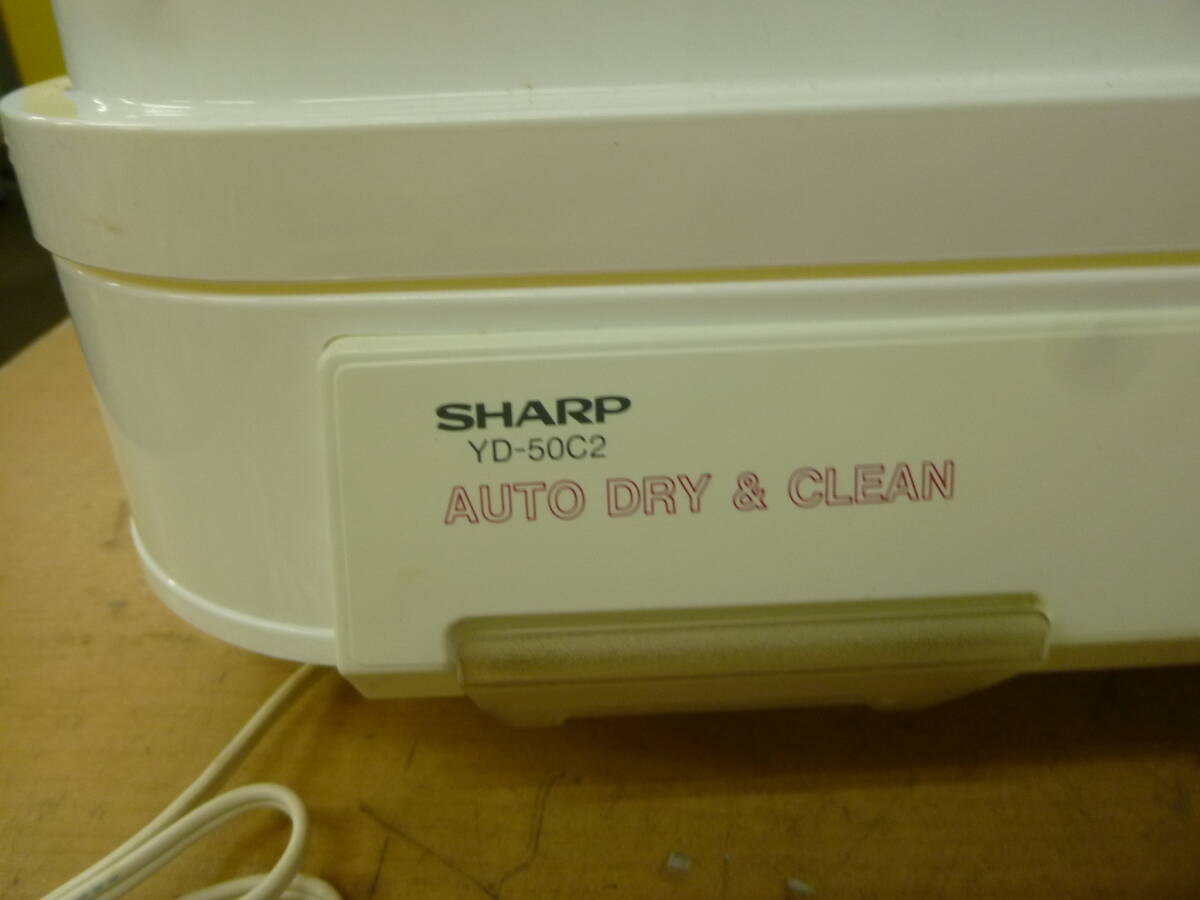 SHARP
YD-50C2
AUTO DRY & CLEAN